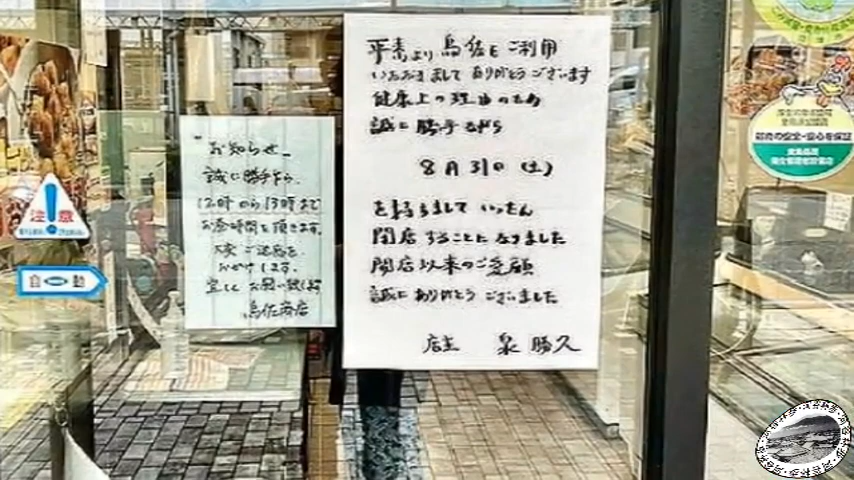 平素より 鳥佐をご利用
いただきまして ありがとうございます
健康上の理由のため
誠に 勝手ながら
8月31日(土)
を持ちまして いったん
閉店することになりました
開店以来のご愛顧
誠に ありがとう ございました
店主 泉 勝久
お知らせ
誠に勝手ながら、
12時から13時まで
お昼時間を頂きます。
大変ご迷惑を
おかけします。
宜しくお願い致します
鳥佐商店
注意
自動